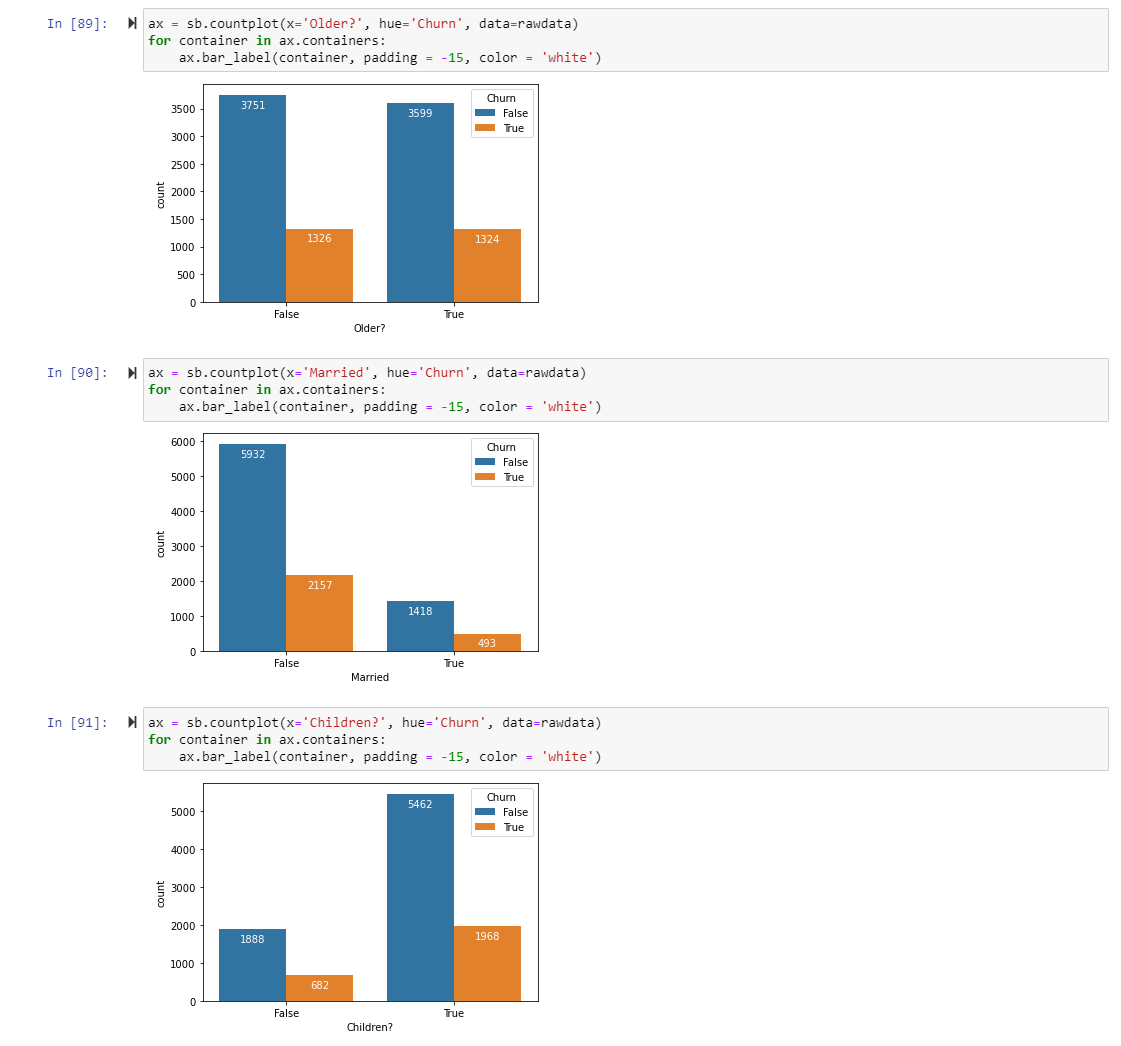 In [89]:
ax = sb.countplot(x='Older?', hue='Churn', data=rawdata)
for container in ax.containers:
    ax.bar_label(container, padding = -15, color = 'white')
Churn
False
True
3751
1326
3599
1324
3500
3000
2500
2000
1500
1000
500
0
count
False
True
Older?
In [90]:
ax = sb.countplot(x='Married', hue='Churn', data=rawdata)
for container in ax.containers:
    ax.bar_label(container, padding = -15, color = 'white')
Churn
False
True
5932
2157
1418
493
6000
5000
4000
3000
2000
1000
0
count
False
True
Married
In [91]:
ax = sb.countplot(x='Children?', hue='Churn', data=rawdata)
for container in ax.containers:
    ax.bar_label(container, padding = -15, color = 'white')
Churn
False
True
1888
682
5462
1968
5000
4000
3000
2000
1000
0
count
False
True
Children?